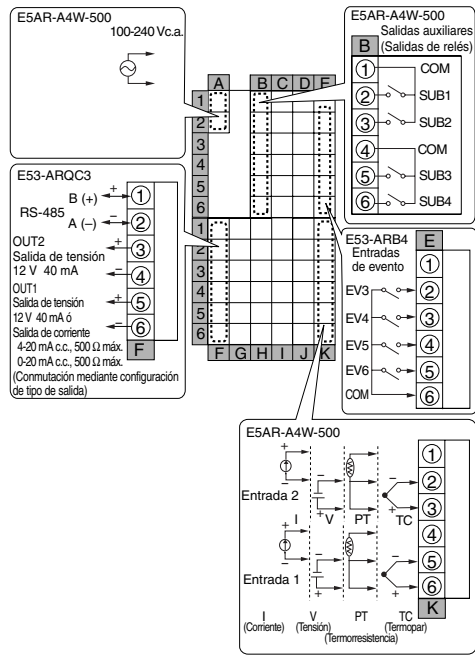 E5AR-A4W-500
100-240 Vc.a.
E5AR-A4W-500
Salidas auxiliares
(Salidas de relés)
B
1 COM
2 SUB1
3 SUB2
4 COM
5 SUB3
6 SUB4
A B C D E
1
2
3
4
5
6
1
2
3
4
5
6
F G H I J K
E53-ARQC3
B (+) + 1
RS-485
A (–) – 2
OUT2
Salida de tensión
12 V 40 mA
+ 3
– 4
OUT1
Salida de tensión
12 V 40 mA ó
Salida de corriente
+ 5
– 6
4-20 mA c.c., 500 Ω máx.
0-20 mA c.c., 500 Ω máx.
F
(Conmutación mediante configuración
de tipo de salida)
E53-ARB4
Entradas
de evento
E
1
EV3 2
EV4 3
EV5 4
EV6 5
COM 6
E5AR-A4W-500
1
2
3
4
5
6
K
+ – – + – +
Entrada 2
I V PT TC
+ – – + – +
Entrada 1
I V PT TC
(Corriente) (Tensión) (Termopar)
(Termorresistencia)